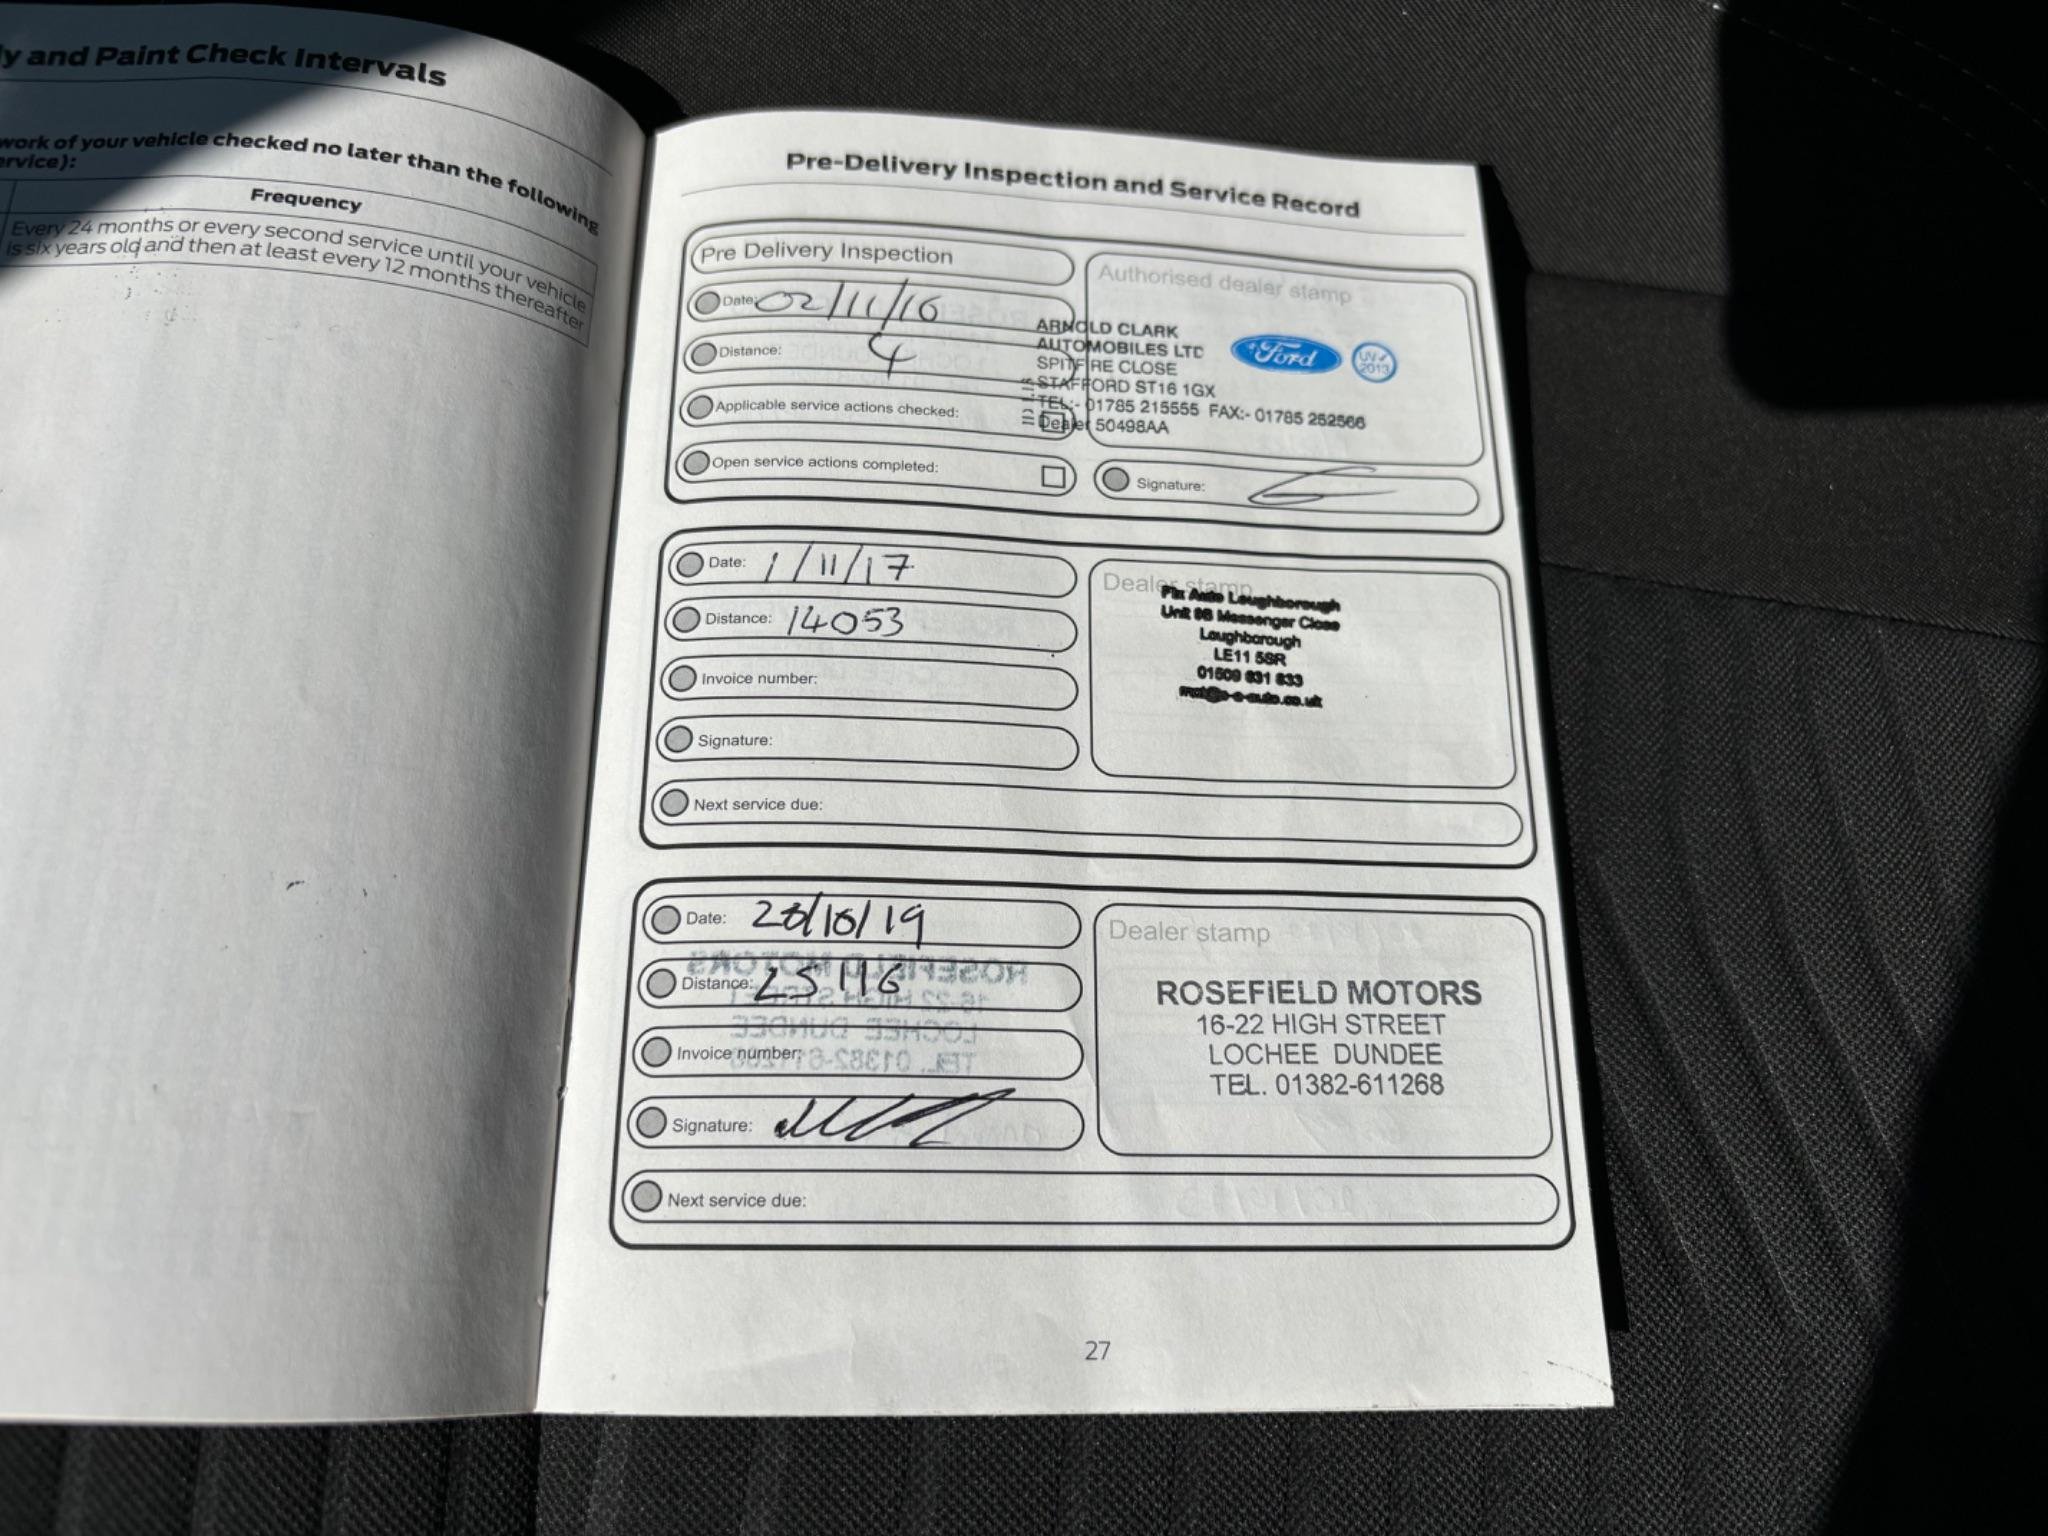 y and Paint Check Intervals
work of your vehicle checked no later than the following
ervice):
Frequency
Every 24 months or every second service until your vehicle
is six years old and then at least every 12 months thereafter
Pre-Delivery Inspection and Service Record
Pre Delivery Inspection
Authorised dealer stamp
Date: 02/11/16
Distance: 4
Applicable service actions checked:
Open service actions completed:
ARNOLD CLARK
AUTOMOBILES LTD
SPITFIRE CLOSE
STAFFORD ST16 1GX
TEL:- 01785 215555 FAX:- 01785 252566
Dealer 50498AA
Ford
UV✓
2013
Signature:
Date: 1/11/17
Distance: 14053
Invoice number:
Signature:
Next service due:
Dealer stamp
Fix Auto Loughborough
Unit 9B Messenger Close
Loughborough
LE11 5SR
01509 831 833
Date: /19
Distance: 25116
Invoice number:
Signature:
Next service due:
Dealer stamp
ROSEFIELD MOTORS
16-22 HIGH STREET
LOCHEE DUNDEE
TEL. 01382-611268
27